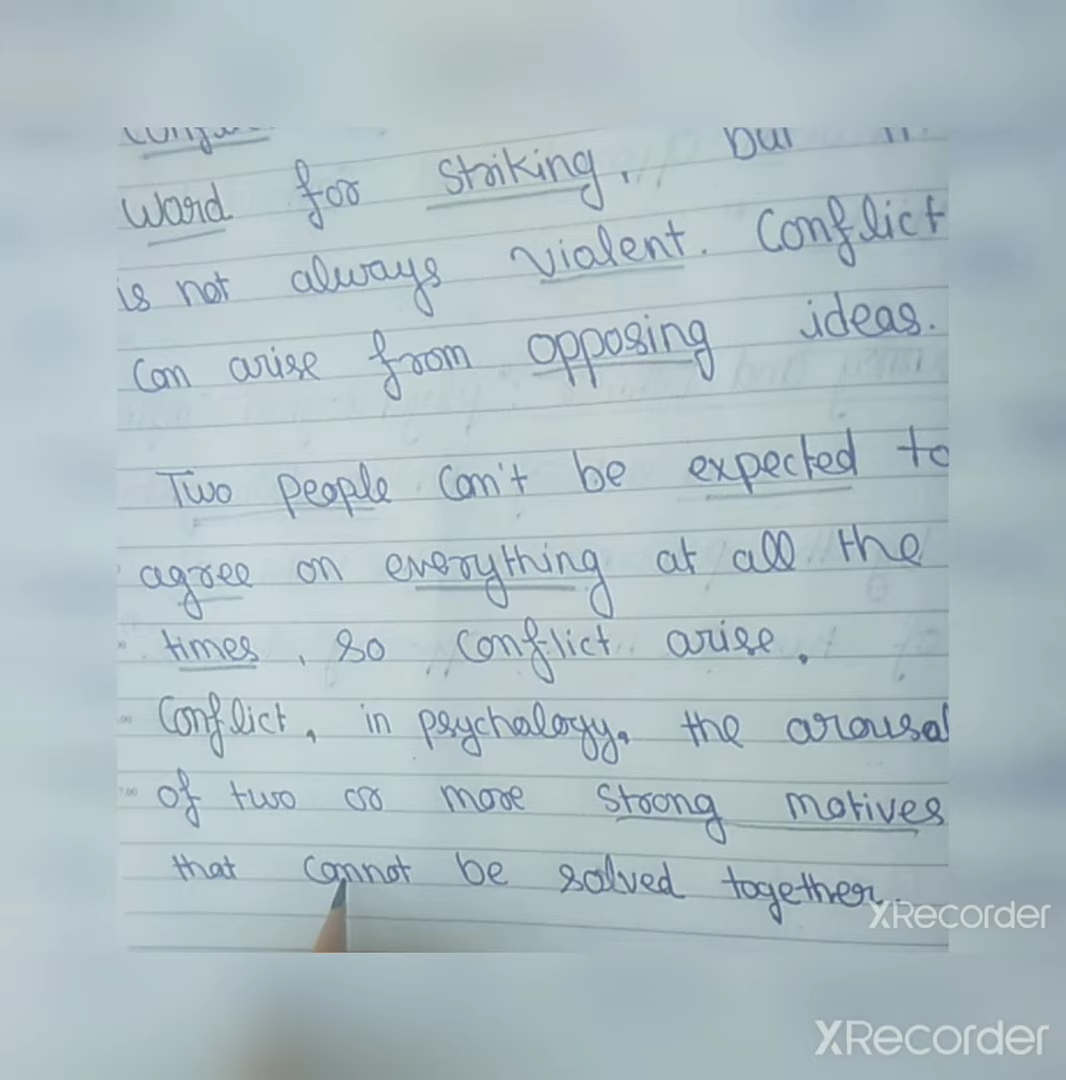 word for striking, but
is not always violent. Conflict
can arise from opposing ideas.
Two people can't be expected to
agree on everything at all the
times, so conflict arise.
Conflict, in psychology, the arousal
of two or more strong motives
that cannot be solved together.
XRecorder
XRecorder